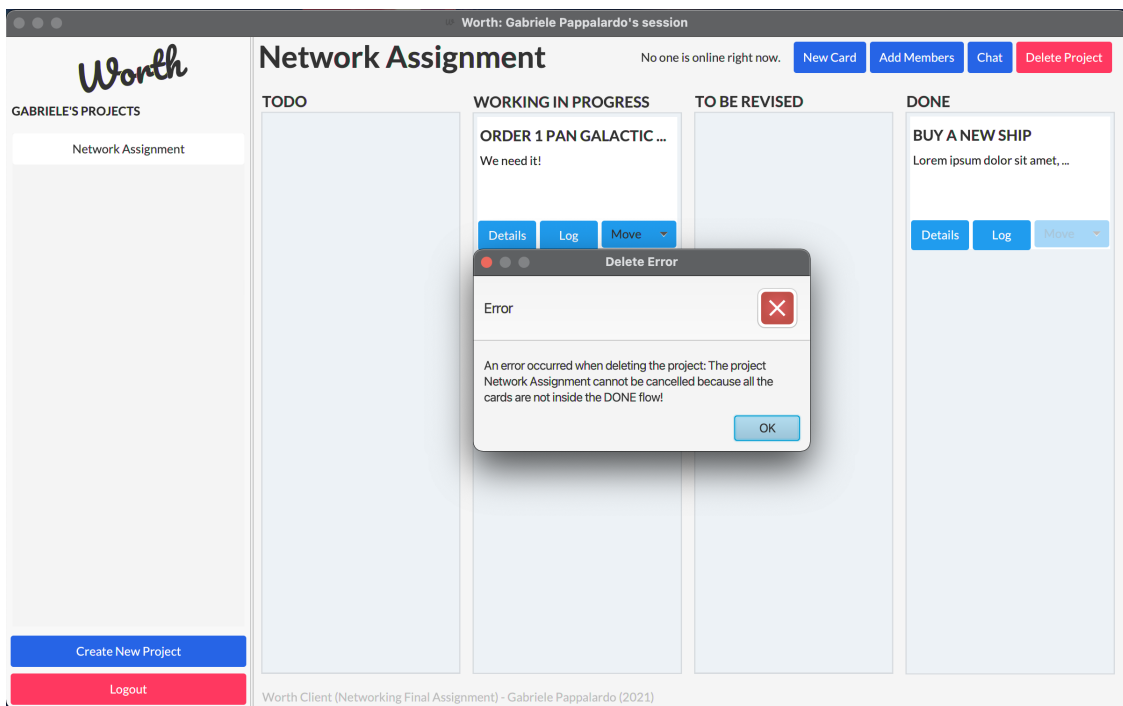 Worth: Gabriele Pappalardo's session
Worth
GABRIELE'S PROJECTS
Network Assignment
Create New Project
Logout
Network Assignment
No one is online right now.
New Card
Add Members
Chat
Delete Project
TODO
WORKING IN PROGRESS
ORDER 1 PAN GALACTIC ...
We need it!
Details
Log
Move
TO BE REVISED
DONE
BUY A NEW SHIP
Lorem ipsum dolor sit amet, ...
Details
Log
Move
Delete Error
Error
An error occurred when deleting the project: The project
Network Assignment cannot be cancelled because all the
cards are not inside the DONE flow!
OK
Worth Client (Networking Final Assignment) - Gabriele Pappalardo (2021)